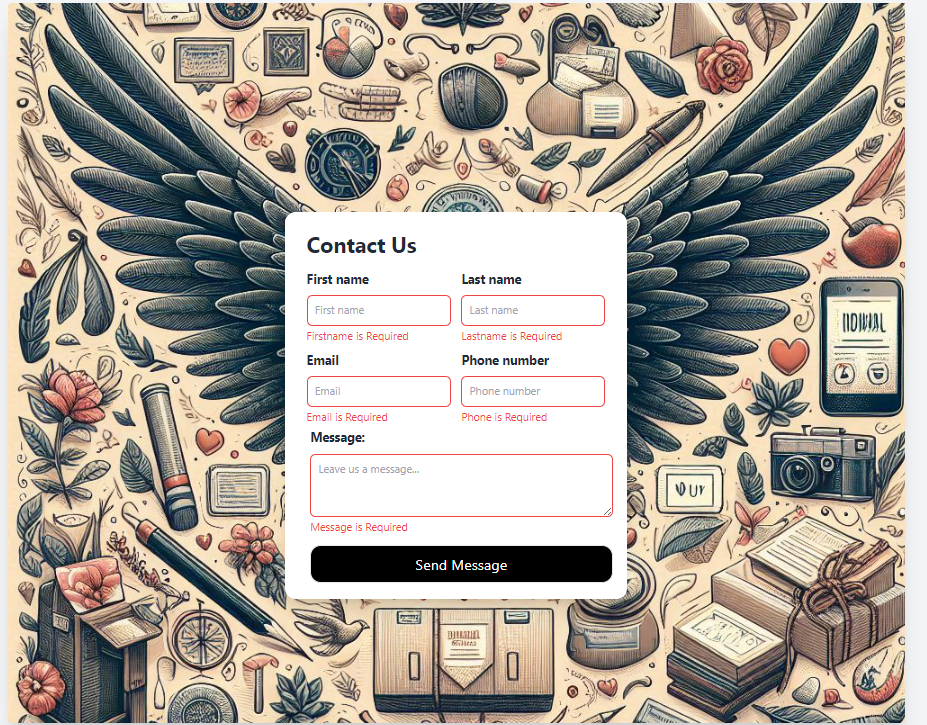 Contact Us
First name Last name
First name Last name
Firstname is Required Lastname is Required
Email Phone number
Email Phone number
Email is Required Phone is Required
Message:
Leave us a message...
Message is Required
Send Message